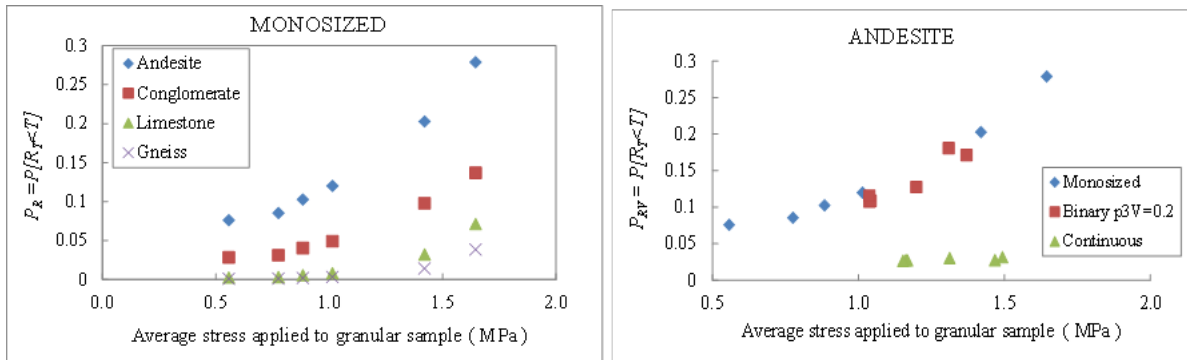 MONOSIZED
0.3
0.25
0.2
0.15
0.1
0.05
0
P_R = P[R_T<T]
Andesite
Conglomerate
Limestone
Gneiss
0.0
0.5
1.0
1.5
2.0
Average stress applied to granular sample ( MPa)
ANDESITE
0.3
0.25
0.2
0.15
0.1
0.05
0
P_RV = P[R_T<T]
Monosized
Binary p3V=0.2
Continuous
0.5
1.0
1.5
2.0
Average stress applied to granular sample ( MPa)